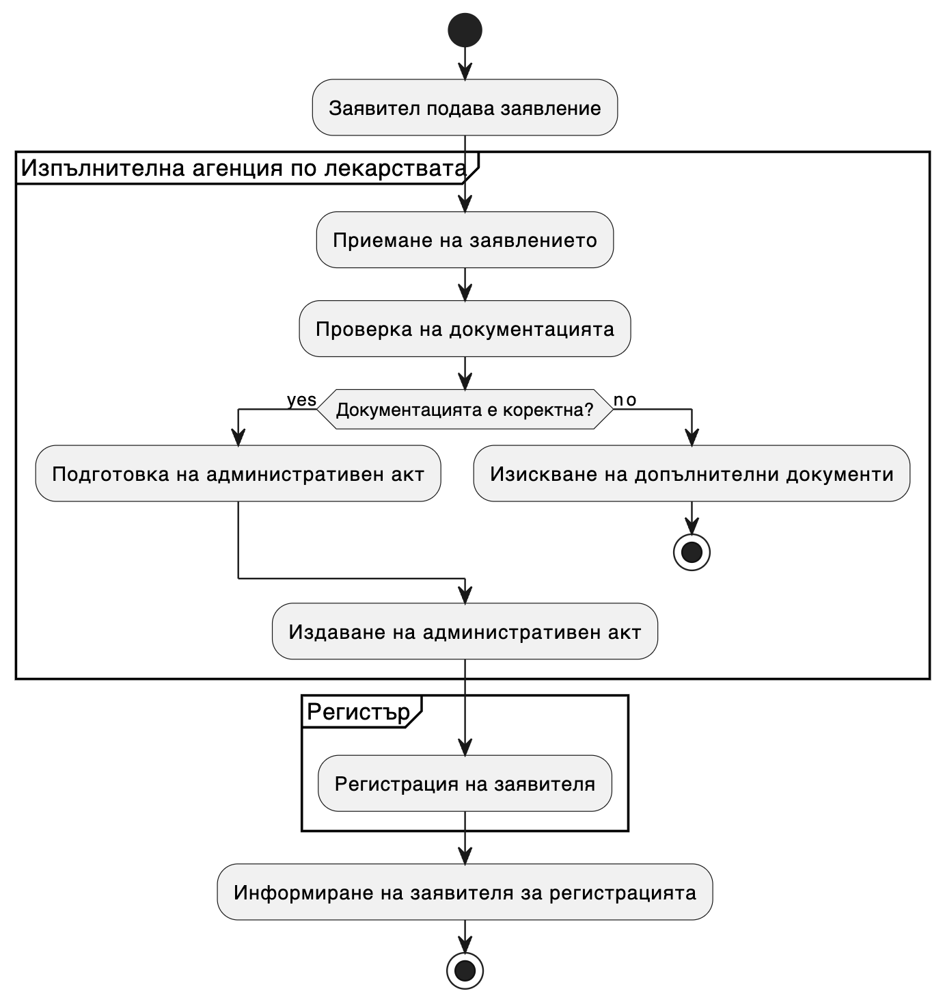 Заявител подава заявление
Изпълнителна агенция по лекарствата
Приемане на заявлението
Проверка на документацията
yes
Документацията е коректна?
no
Подготовка на административен акт
Изискване на допълнителни документи
Издаване на административен акт
Регистър
Регистрация на заявителя
Информиране на заявителя за регистрацията